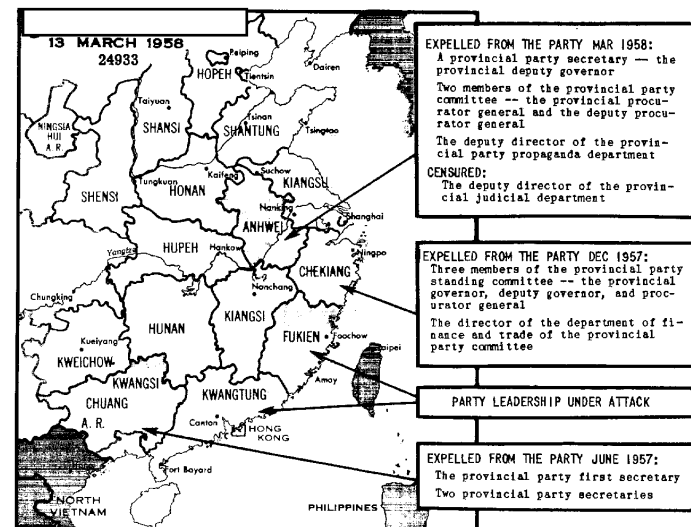 13 MARCH 1958
24933
Peiping
HOPEH
Tientsin
Dairen
Taiyuan
Tsinan
NINGSIA
HUI
A. R.
SHANSI
SHANTUNG
Tsingtao
Kaifeng
Suchow
Tungkuan
HONAN
KIANGSU
SHENSI
Nanking
ANHWEI
Shanghai
HUPEH
Hankow
Yangtze
Ningpo
CHEKIANG
Chungking
Nanchang
HUNAN
KIANGSI
FUKIEN
Kueiyang
Foochow
Taipei
KWEICHOW
KWANGSI
KWANGTUNG
Amoy
CHUANG
A. R.
Canton
HONG
KONG
Fort Bayard
NORTH
VIETNAM
PHILIPPINES
EXPELLED FROM THE PARTY MAR 1958:
A provincial party secretary -- the
provincial deputy governor
Two members of the provincial party
committee -- the provincial procu-
rator general and the deputy procu-
rator general
The deputy director of the provin-
cial party propaganda department
CENSURED:
The deputy director of the provin-
cial judicial department
EXPELLED FROM THE PARTY DEC 1957:
Three members of the provincial party
standing committee -- the provincial
governor, deputy governor, and proc-
urator general
The director of the department of fi-
nance and trade of the provincial
party committee
PARTY LEADERSHIP UNDER ATTACK
EXPELLED FROM THE PARTY JUNE 1957:
The provincial party first secretary
Two provincial party secretaries